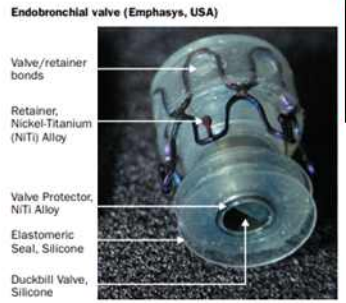 Endobronchial valve (Emphasys, USA)
Valve/retainer
bonds
Retainer,
Nickel-Titanium
(NiTi) Alloy
Valve Protector,
NiTi Alloy
Elastomeric
Seal, Silicone
Duckbill Valve,
Silicone